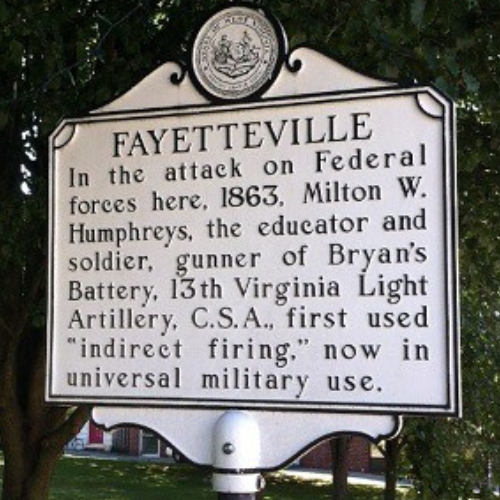 FAYETTEVILLE
In the attack on Federal
forces here, 1863, Milton W.
Humphreys, the educator and
soldier, gunner of Bryan's
Battery, 13th Virginia Light
Artillery, C.S.A., first used
"indirect firing," now in
universal military use.